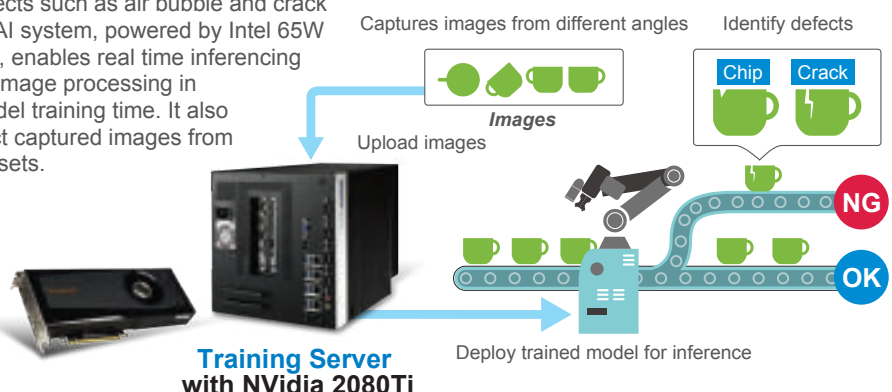 ects such as air bubble and crack
AI system, powered by Intel 65W
, enables real time inferencing
mage processing in
del training time. It also
ct captured images from
sets.
Captures images from different angles
Images
Upload images
Identify defects
Chip
Crack
NG
OK
Training Server
with NVidia 2080Ti
Deploy trained model for inference